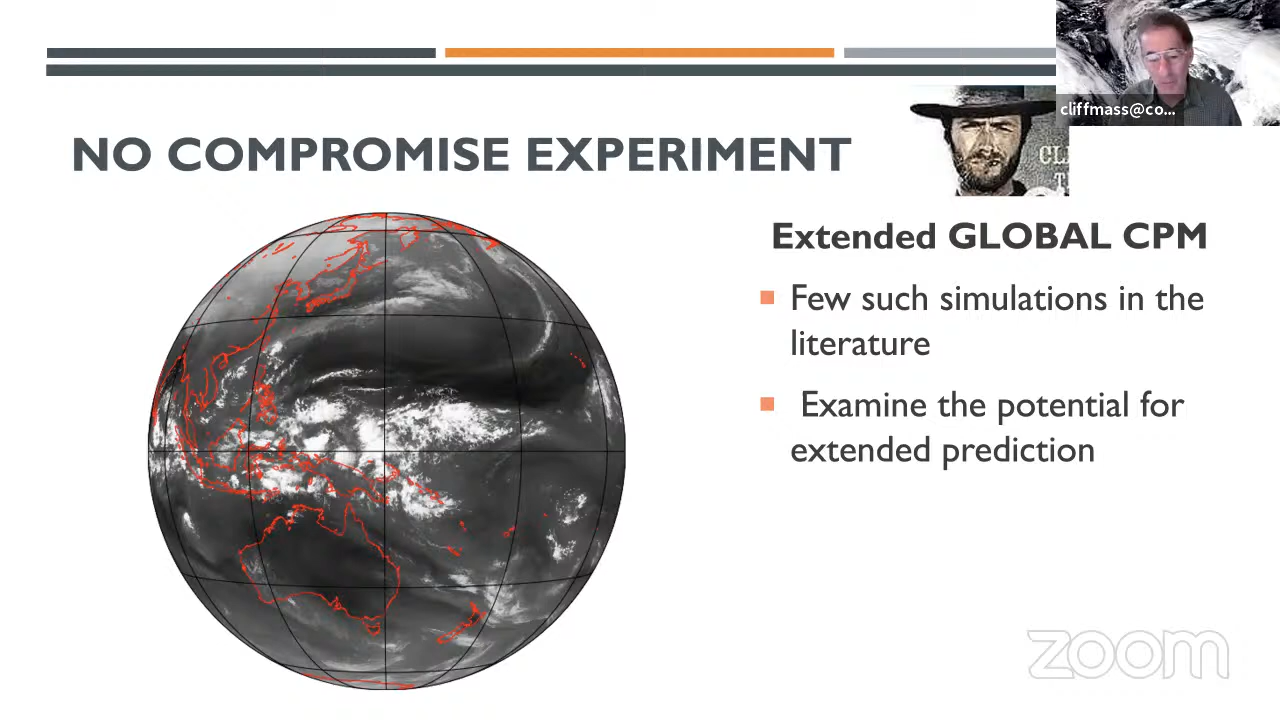 cliffmass@co...
NO COMPROMISE EXPERIMENT
Extended GLOBAL CPM
Few such simulations in the
literature
Examine the potential for
extended prediction
zoom